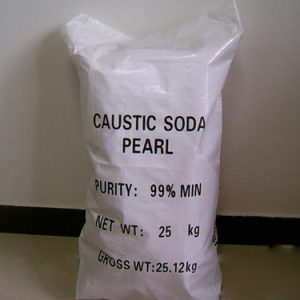 CAUSTIC SODA
PEARL
PURITY: 99% MIN
NET WT: 25 kg
GROSS WT:25.12kg